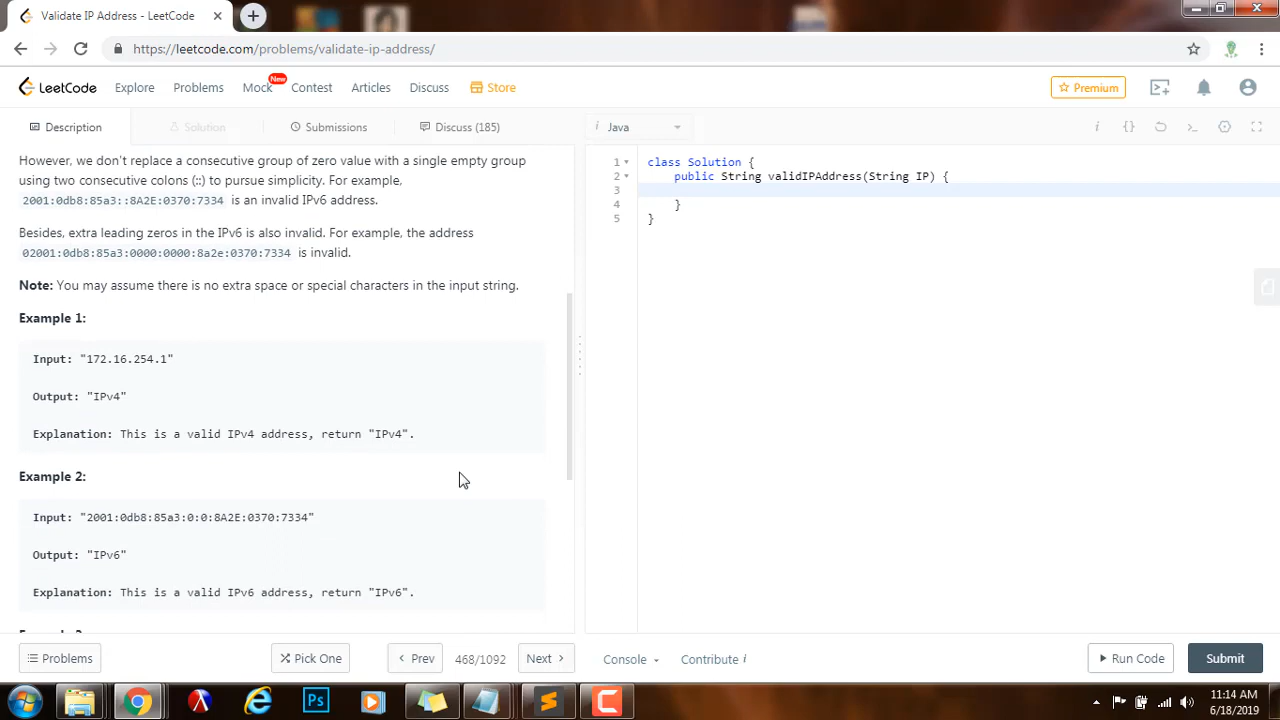 Validate IP Address - LeetCode
https://leetcode.com/problems/validate-ip-address/
LeetCode
Explore
Problems
Mock
New
Contest
Articles
Discuss
Store
Premium
Description
Solution
Submissions
Discuss (185)
i
Java
i
{}
However, we don't replace a consecutive group of zero value with a single empty group
using two consecutive colons (::) to pursue simplicity. For example,
2001:0db8:85a3::8A2E:0370:7334 is an invalid IPv6 address.
Besides, extra leading zeros in the IPv6 is also invalid. For example, the address
02001:0db8:85a3:0000:0000:8a2e:0370:7334 is invalid.
Note: You may assume there is no extra space or special characters in the input string.
Example 1:
Input: "172.16.254.1"
Output: "IPv4"
Explanation: This is a valid IPv4 address, return "IPv4".
Example 2:
Input: "2001:0db8:85a3:0:0:8A2E:0370:7334"
Output: "IPv6"
Explanation: This is a valid IPv6 address, return "IPv6".
1 class Solution {
2 public String validIPAddress(String IP) {
3
4 }
5 }
Problems
Pick One
Prev
468/1092
Next
Console
Contribute i
Run Code
Submit
Ps
11:14 AM
6/18/2019